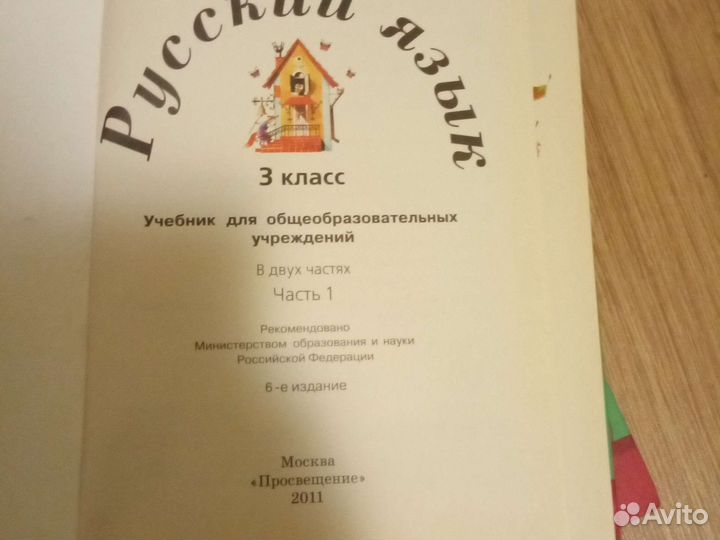 Русский язык
3 класс
Учебник для общеобразовательных
учреждений
В двух частях
Часть 1
Рекомендовано
Министерством образования и науки
Российской Федерации
6-е издание
Москва
«Просвещение»
2011
Avito